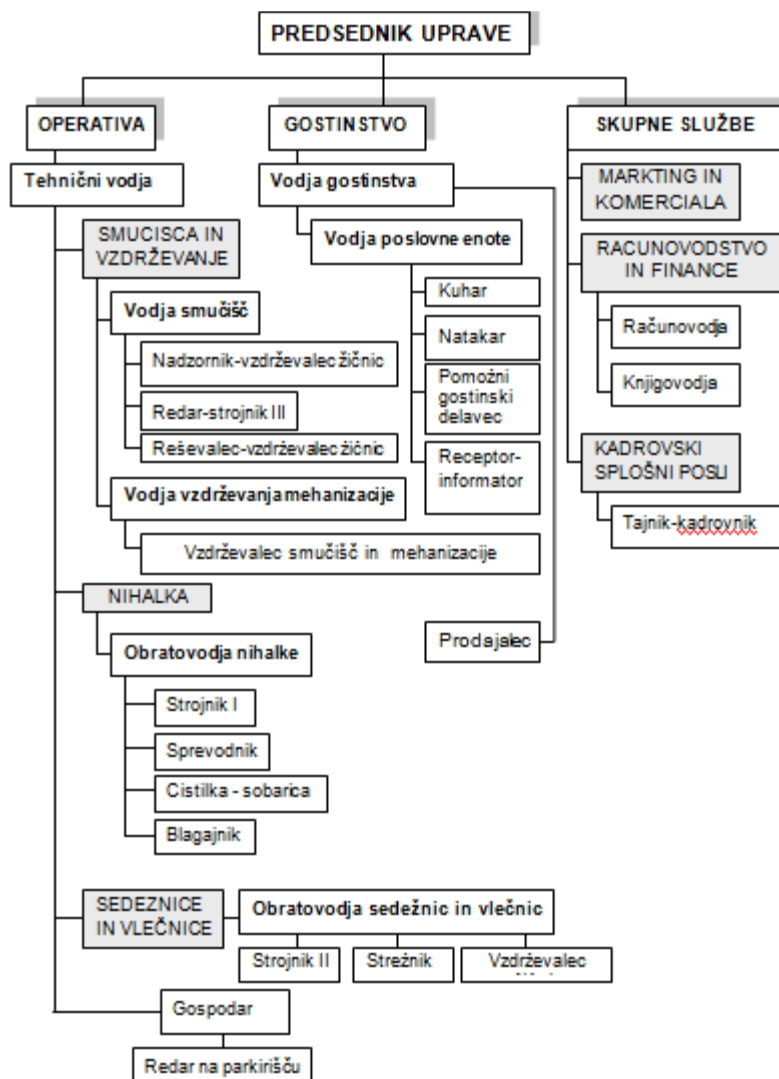 PREDSEDNIK UPRAVE
OPERATIVA
Tehnični vodja
SMUCISCA IN
VZDRŽEVANJE
Vodja smučišč
Nadzornik-vzdrževalec žičnic
Redar-strojnik III
Reševalec-vzdrževalec žičnic
Vodja vzdrževanja mehanizacije
Vzdrževalec smučišč in mehanizacije
NIHALKA
Obratovodja nihalke
Strojnik I
Sprevodnik
Cistilka - sobarica
Blagajnik
SEDEZNICE
IN VLEČNICE
Obratovodja sedežnic in vlečnic
Strojnik II
Strežnik
Vzdrževalec
Gospodar
Redar na parkirišču
GOSTINSTVO
Vodja gostinstva
Vodja poslovne enote
Kuhar
Natakar
Pomožni
gostinski
delavec
Receptor-
informator
Prodajalec
SKUPNE SLUŽBE
MARKTING IN
KOMERCIALA
RACUNOVODSTVO
IN FINANCE
Računovodja
Knjigovodja
KADROVSKI
SPLOŠNI POSLI
Tajnik-kadrovnik